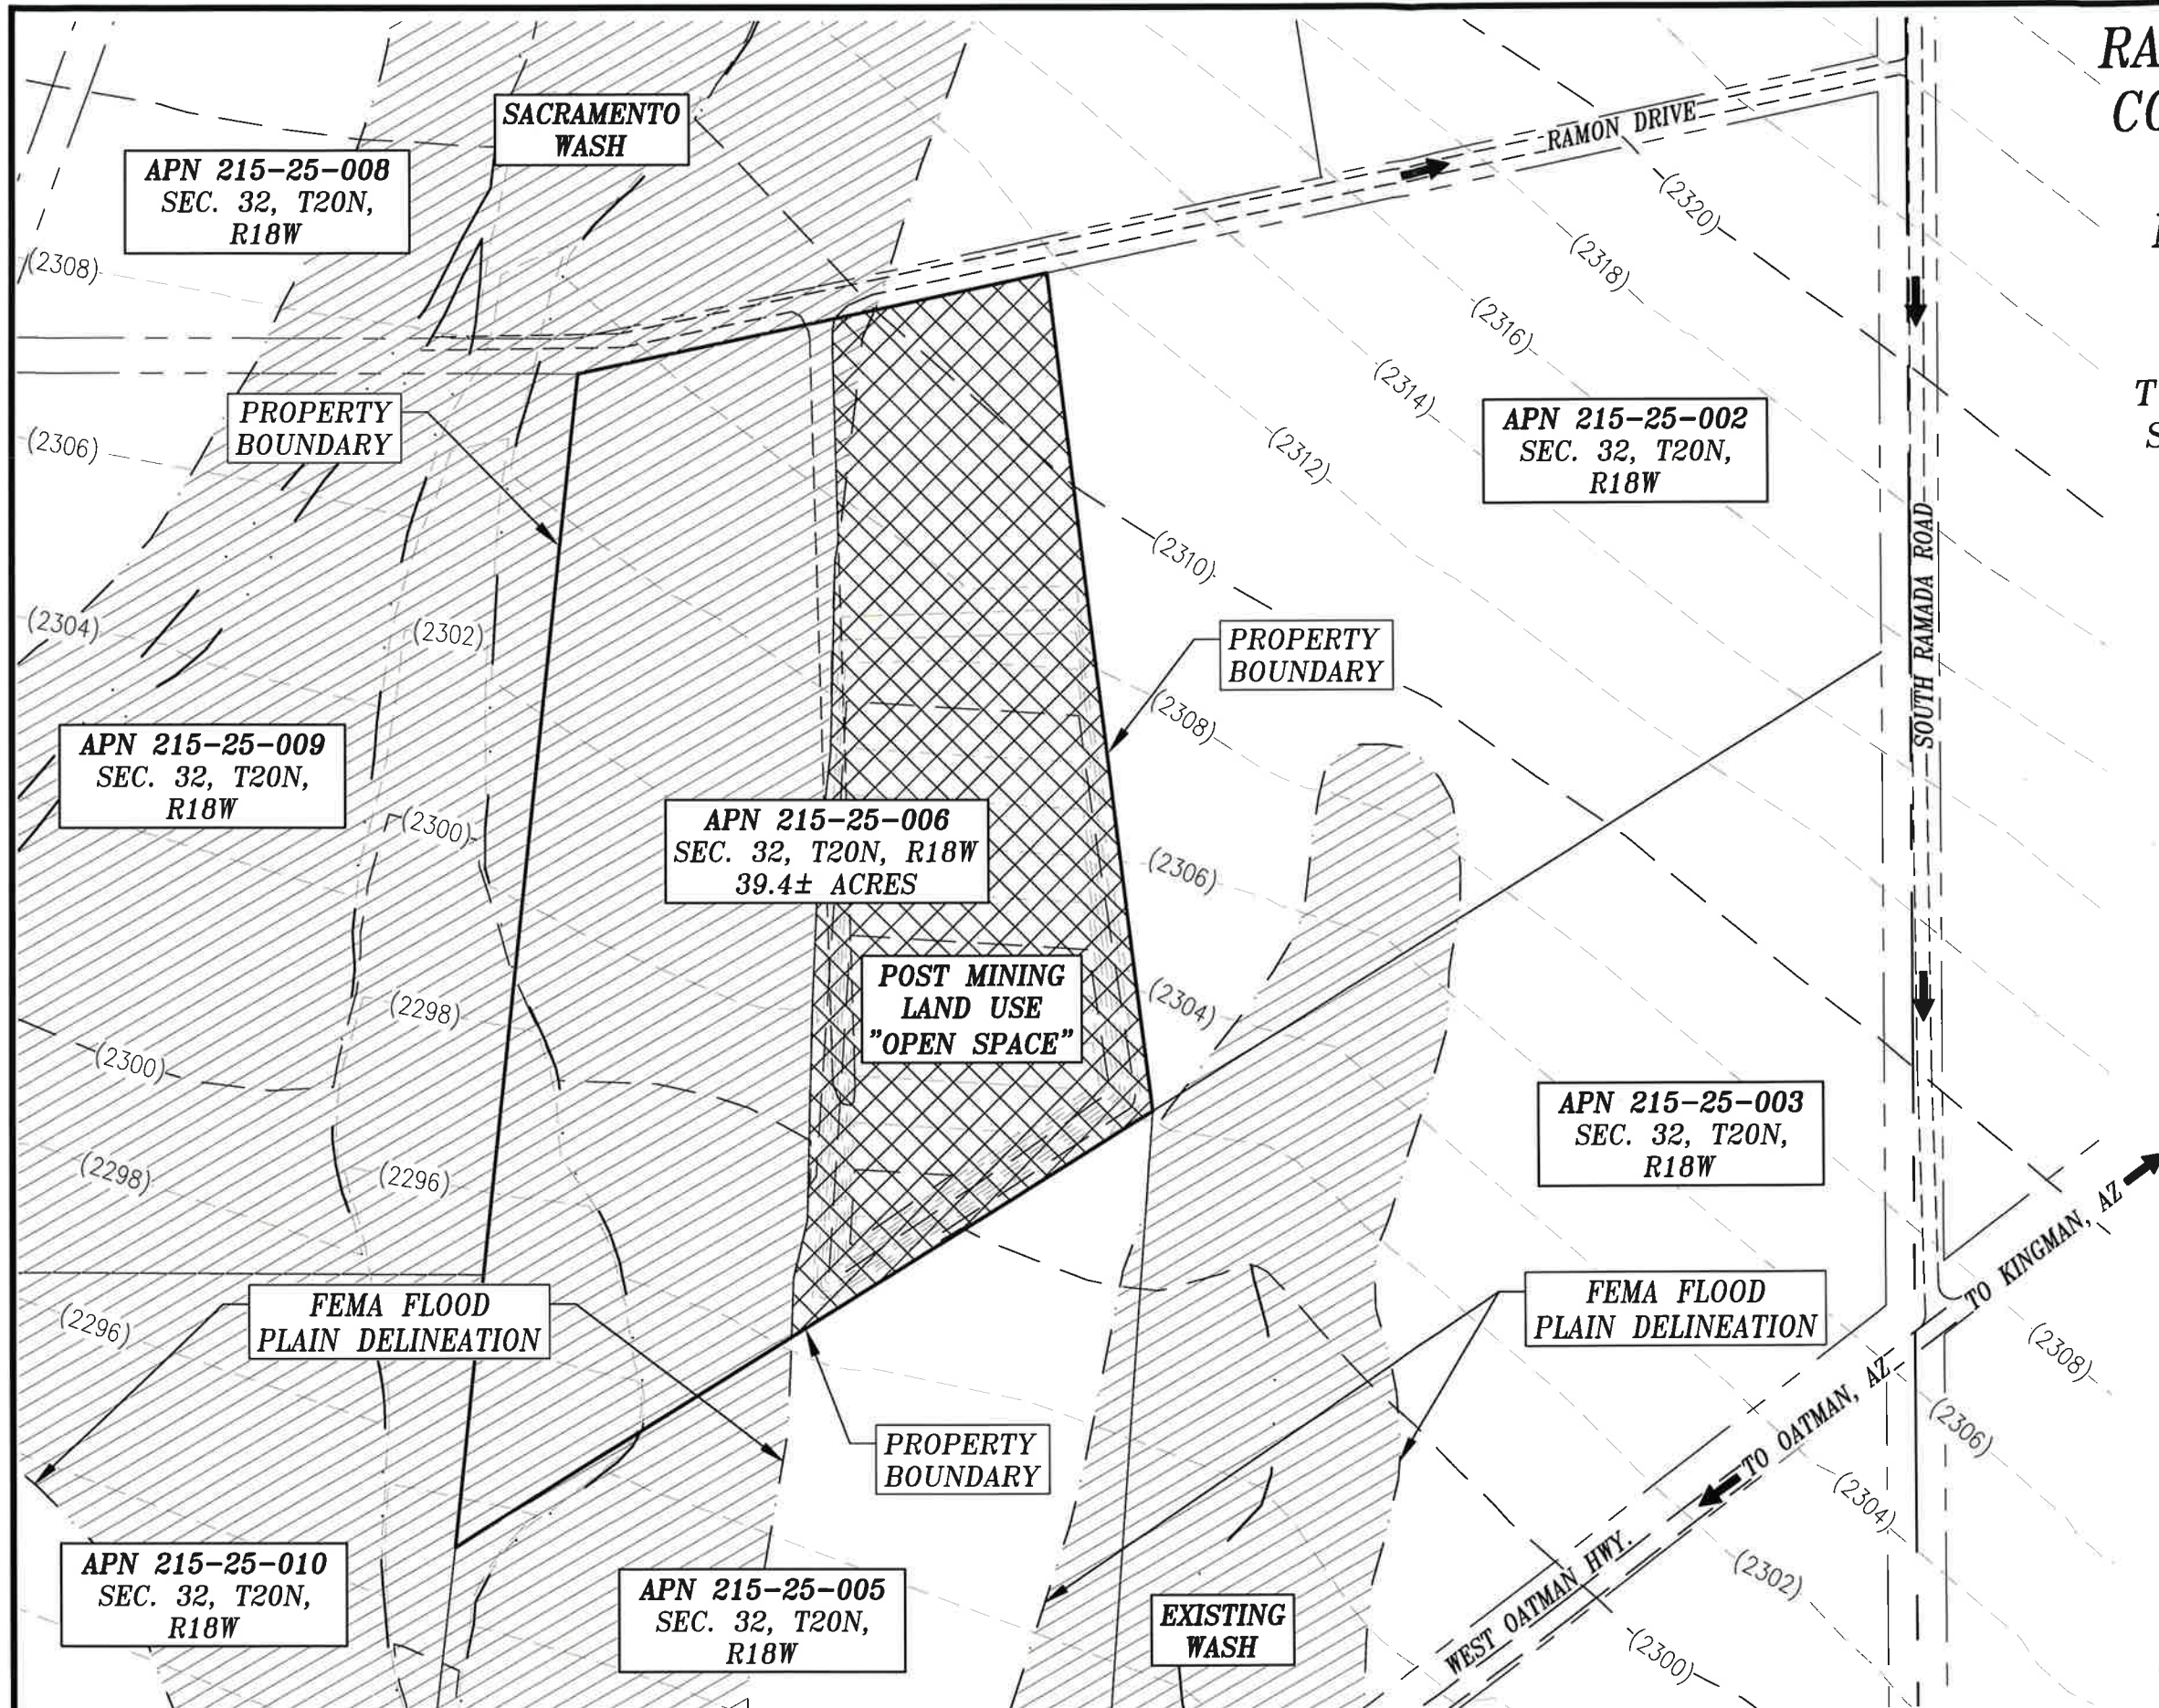 RA
CO
SACRAMENTO
WASH
RAMON DRIVE
APN 215-25-008
SEC. 32, T20N,
R18W
(2320)
(2308)
(2318)
(2316)
T
S
(2314)
PROPERTY
BOUNDARY
APN 215-25-002
SEC. 32, T20N,
R18W
(2306)
(2312)
(2310)
SOUTH RAMADA ROAD
(2304)
(2302)
PROPERTY
BOUNDARY
(2308)
APN 215-25-009
SEC. 32, T20N,
R18W
(2300)
APN 215-25-006
SEC. 32, T20N, R18W
39.4± ACRES
(2306)
POST MINING
LAND USE
"OPEN SPACE"
(2304)
(2298)
(2300)
APN 215-25-003
SEC. 32, T20N,
R18W
(2298)
(2296)
TO KINGMAN, AZ
(2296)
FEMA FLOOD
PLAIN DELINEATION
FEMA FLOOD
PLAIN DELINEATION
(2308)
TO OATMAN, AZ
(2306)
PROPERTY
BOUNDARY
(2304)
APN 215-25-010
SEC. 32, T20N,
R18W
APN 215-25-005
SEC. 32, T20N,
R18W
EXISTING
WASH
WEST OATMAN HWY.
(2302)
(2300)